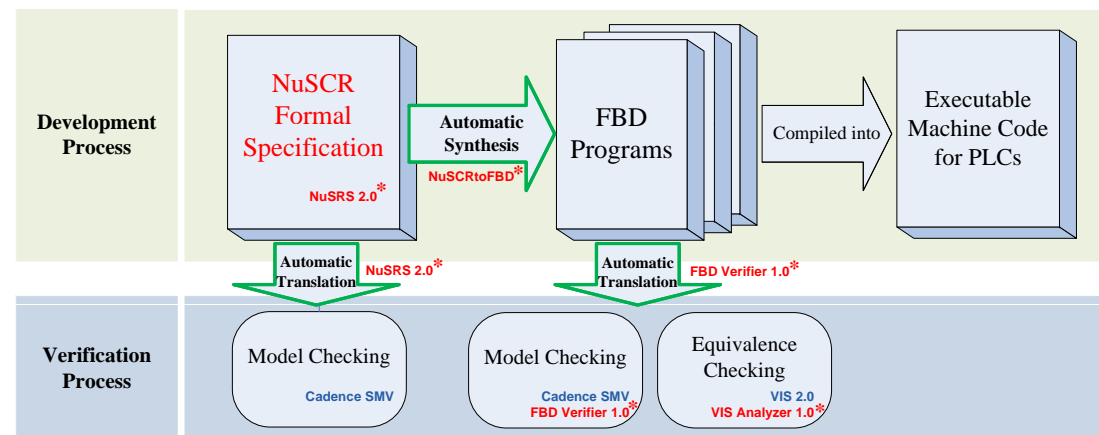 Development
Process
NuSCR
Formal
Specification
NuSRS 2.0*
Automatic
Synthesis
NuSCRtoFBD*
FBD
Programs
Compiled into
Executable
Machine Code
for PLCs
Automatic
Translation
NuSRS 2.0*
Automatic
Translation
FBD Verifier 1.0*
Verification
Process
Model Checking
Cadence SMV
Model Checking
Cadence SMV
FBD Verifier 1.0*
Equivalence
Checking
VIS 2.0
VIS Analyzer 1.0*